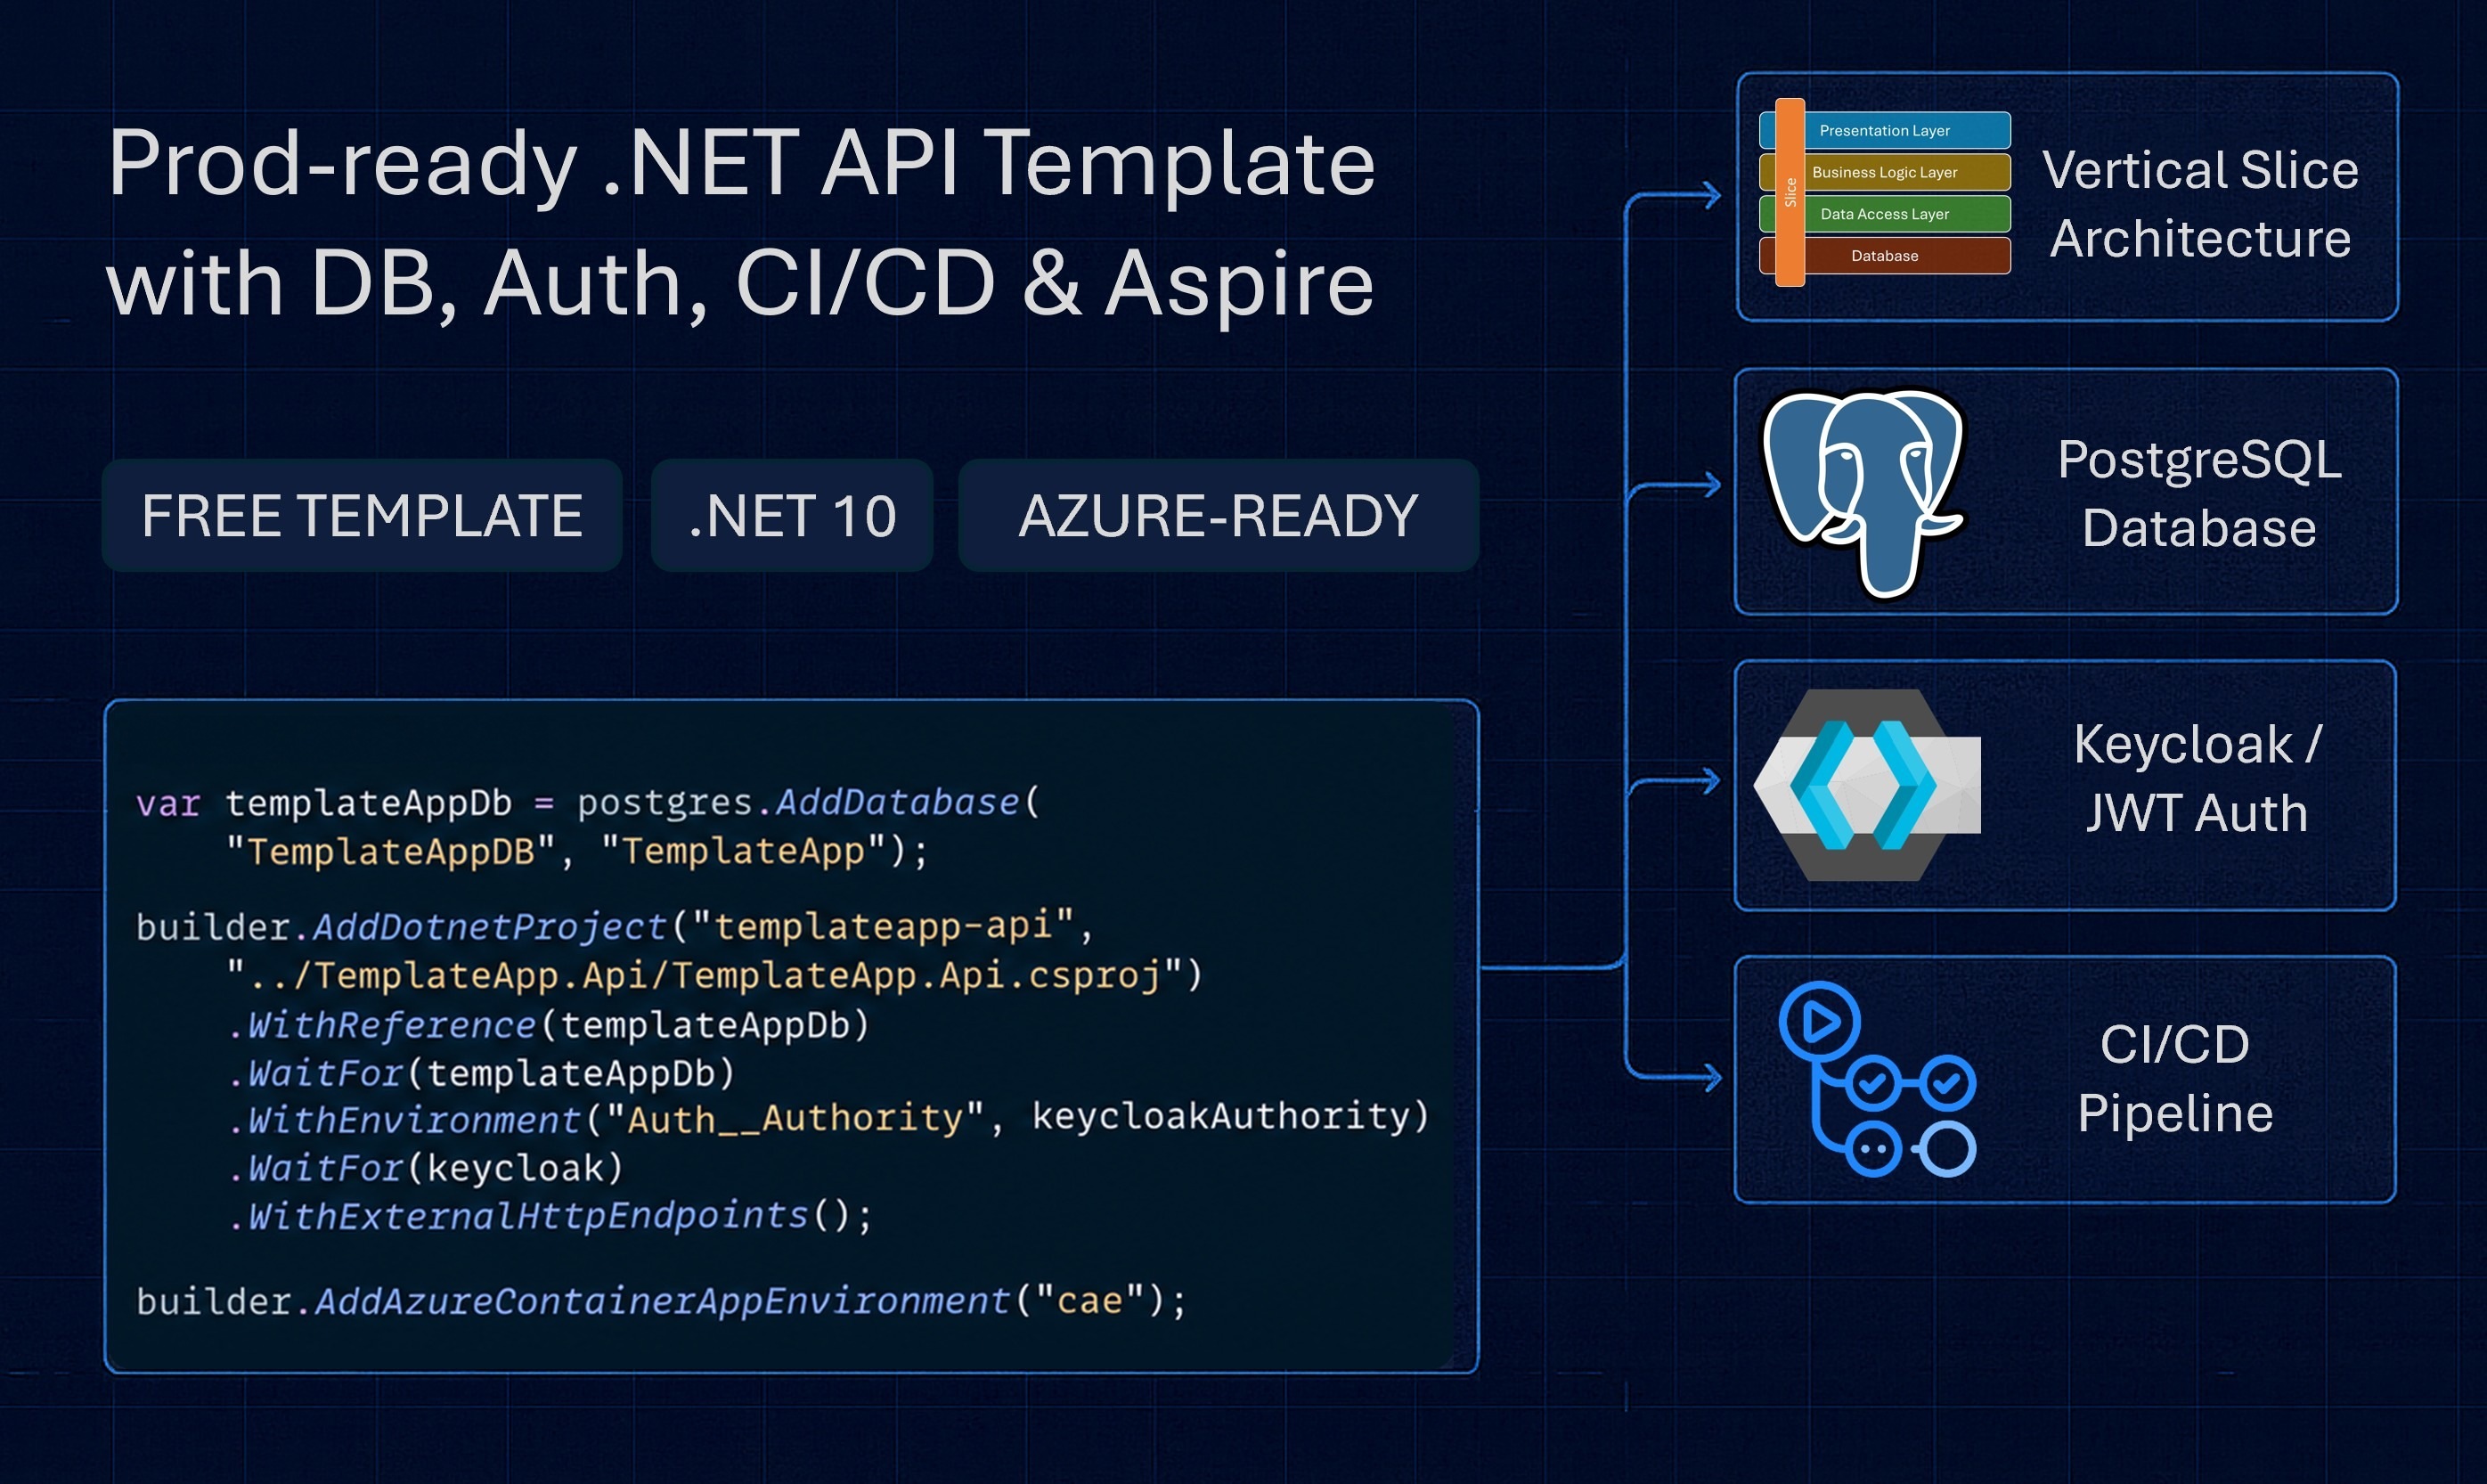 Prod-ready .NET API Template
with DB, Auth, CI/CD & Aspire
FREE TEMPLATE
.NET 10
AZURE-READY
var templateAppDb = postgres.AddDatabase(
    "TemplateAppDB", "TemplateApp");
builder.AddDotnetProject("templateapp-api",
    "../TemplateApp.Api/TemplateApp.Api.csproj")
    .WithReference(templateAppDb)
    .WaitFor(templateAppDb)
    .WithEnvironment("Auth__Authority", keycloakAuthority)
    .WaitFor(keycloak)
    .WithExternalHttpEndpoints();
builder.AddAzureContainerAppEnvironment("cae");
Slice
Presentation Layer
Business Logic Layer
Data Access Layer
Database
Vertical Slice
Architecture
PostgreSQL
Database
Keycloak /
JWT Auth
CI/CD
Pipeline